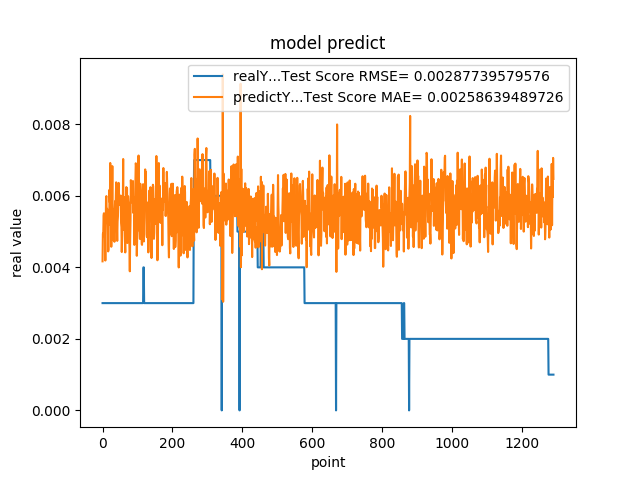 model predict
realY...Test Score RMSE= 0.00287739579576
predictY...Test Score MAE= 0.00258639489726
real value
0.008
0.006
0.004
0.002
0.000
0 200 400 600 800 1000 1200
point